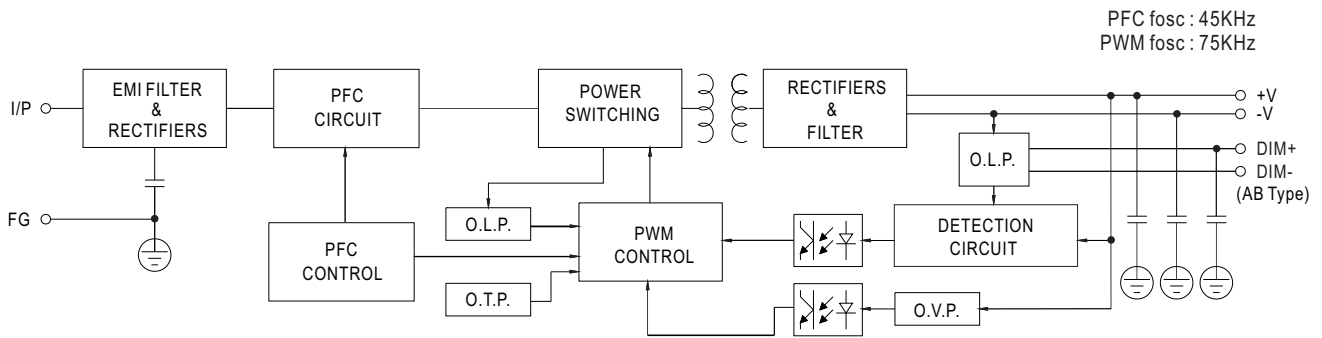 PFC fosc : 45KHz
PWM fosc : 75KHz
I/P
EMI FILTER
&
RECTIFIERS
PFC
CIRCUIT
POWER
SWITCHING
RECTIFIERS
&
FILTER
+V
-V
O.L.P.
DIM+
DIM-
(AB Type)
FG
O.L.P.
PFC
CONTROL
PWM
CONTROL
DETECTION
CIRCUIT
O.T.P.
O.V.P.